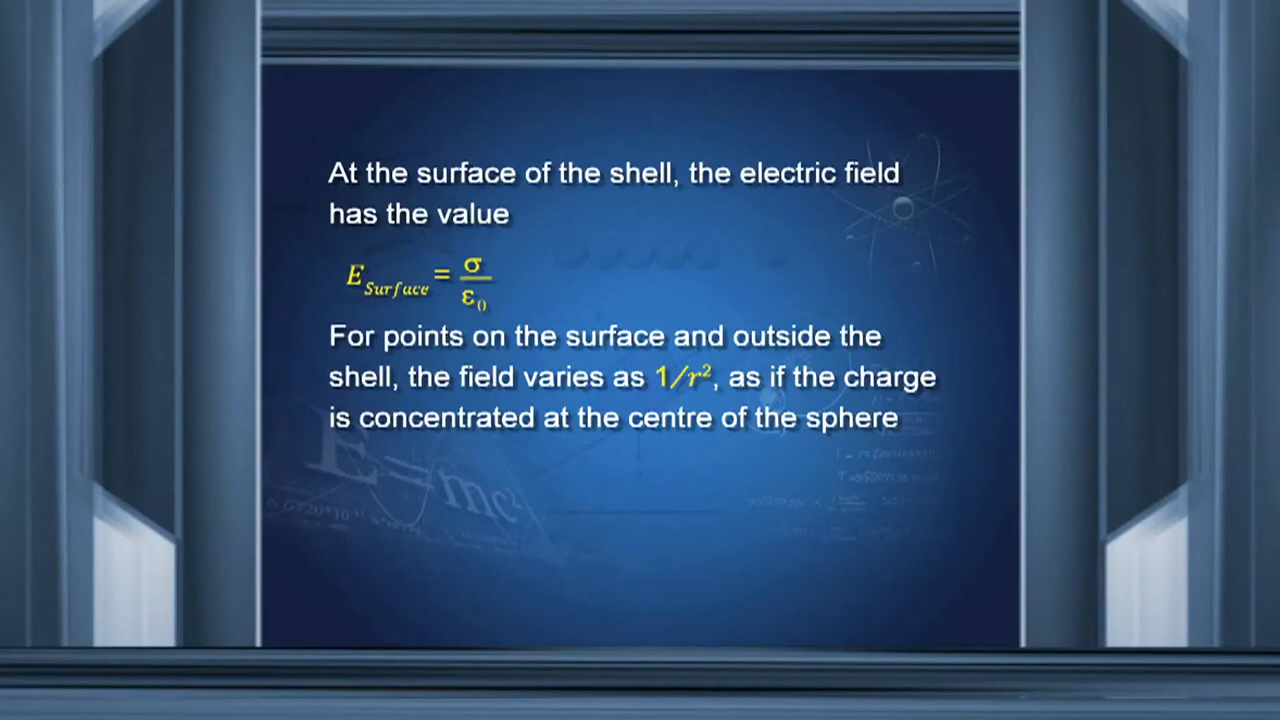 At the surface of the shell, the electric field
has the value
E_Surface = σ/ε₀
For points on the surface and outside the
shell, the field varies as 1/r², as if the charge
is concentrated at the centre of the sphere
E=mc²